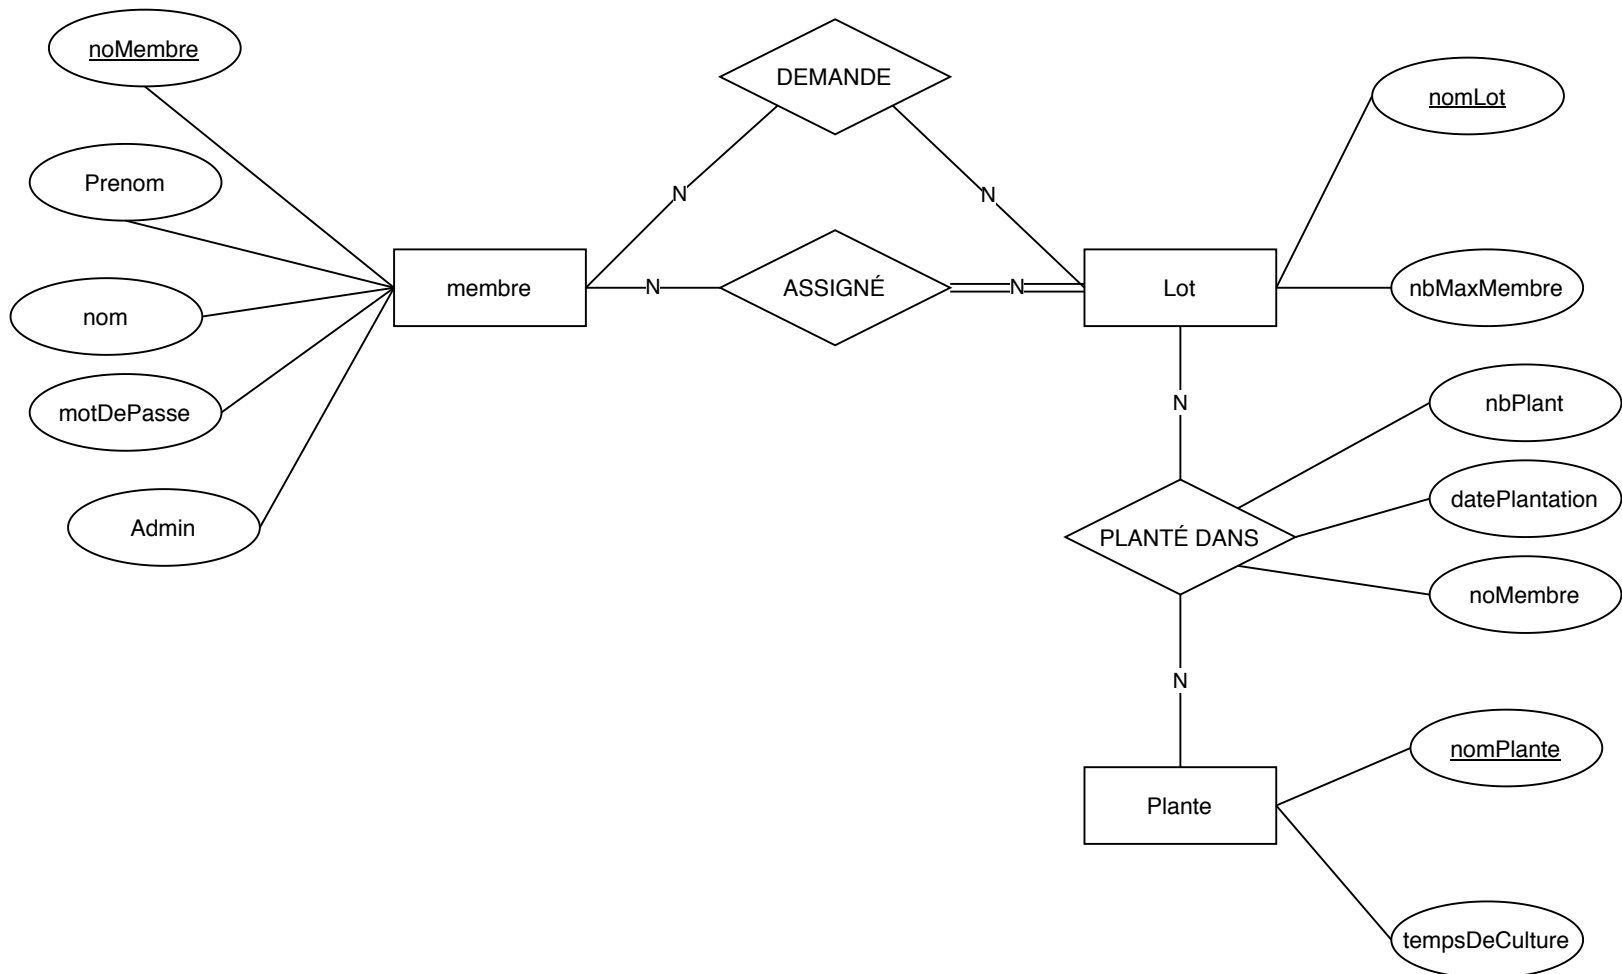 noMembre
DEMANDE
nomLot
Prenom
N
N
membre
N
ASSIGNÉ
N
Lot
nbMaxMembre
nom
motDePasse
N
nbPlant
datePlantation
Admin
PLANTÉ DANS
noMembre
N
nomPlante
Plante
tempsDeCulture